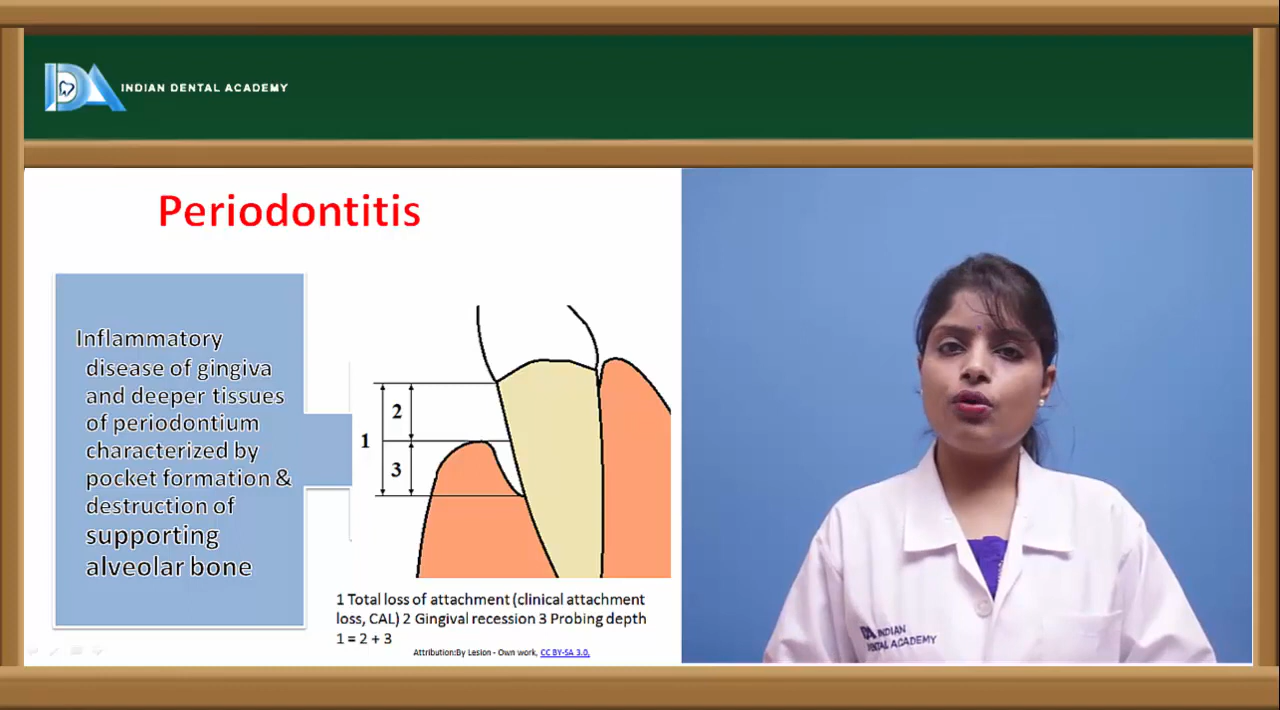 INDIAN DENTAL ACADEMY
Periodontitis
Inflammatory
disease of gingiva
and deeper tissues
of periodontium
characterized by
pocket formation &
destruction of
supporting
alveolar bone
2
1
3
1 Total loss of attachment (clinical attachment
loss, CAL) 2 Gingival recession 3 Probing depth
1 = 2 + 3
Attribution:By Lesion - Own work, CC BY-SA 3.0,
INDIAN
DENTAL ACADEMY